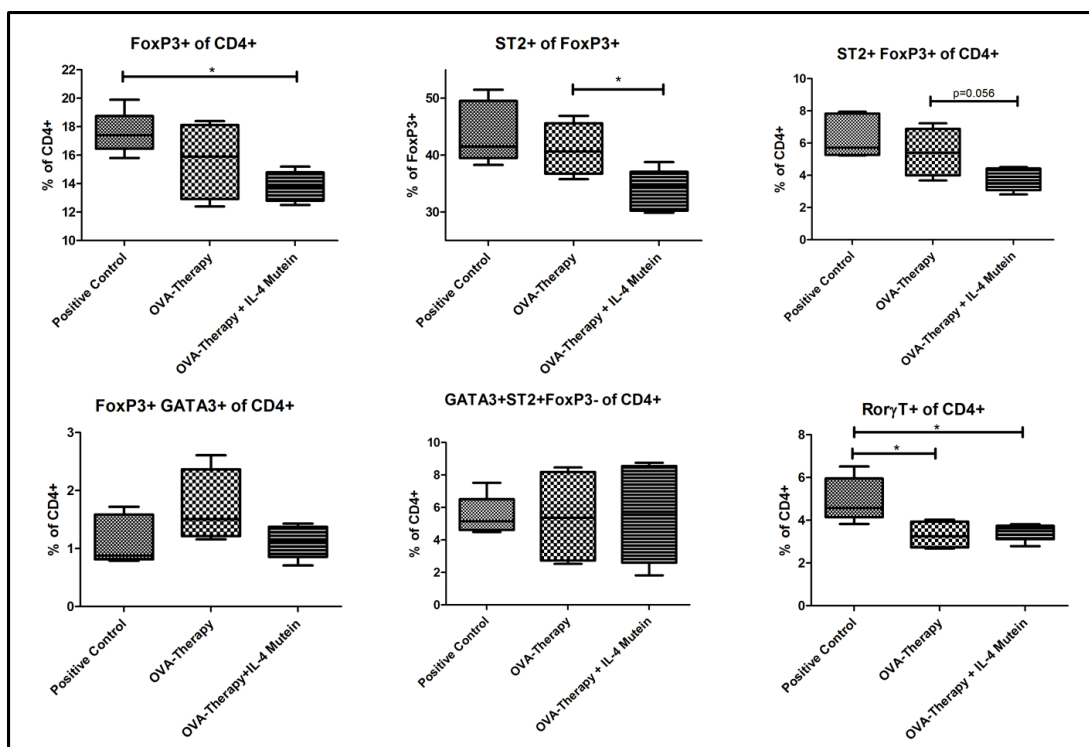 FoxP3+ of CD4+
% of CD4+
22
20
18
16
14
12
10
*
Positive Control
OVA-Therapy
OVA-Therapy + IL-4 Mutein
ST2+ of FoxP3+
% of FoxP3+
50
40
30
*
Positive Control
OVA-Therapy
OVA-Therapy + IL-4 Mutein
ST2+ FoxP3+ of CD4+
% of CD4+
10
8
6
4
2
0
p=0.056
Positive Control
OVA-Therapy
OVA-Therapy + IL-4 Mutein
FoxP3+ GATA3+ of CD4+
% of CD4+
3
2
1
0
Positive Control
OVA-Therapy
OVA-Therapy+IL-4 Mutein
GATA3+ST2+FoxP3- of CD4+
% of CD4+
10
8
6
4
2
0
Positive Control
OVA-Therapy
OVA-Therapy + IL-4 Mutein
RorγT+ of CD4+
% of CD4+
8
6
4
2
0
*
*
Positive Control
OVA-Therapy
OVA-Therapy + IL-4 Mutein